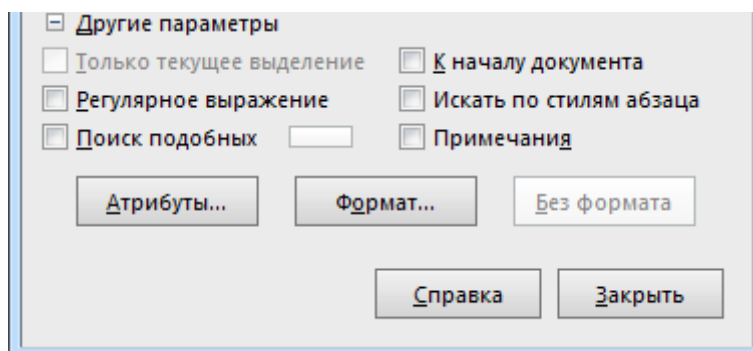 Другие параметры
Только текущее выделение К началу документа
Регулярное выражение Искать по стилям абзаца
Поиск подобных Примечания
Атрибуты... Формат... Без формата
Справка Закрыть